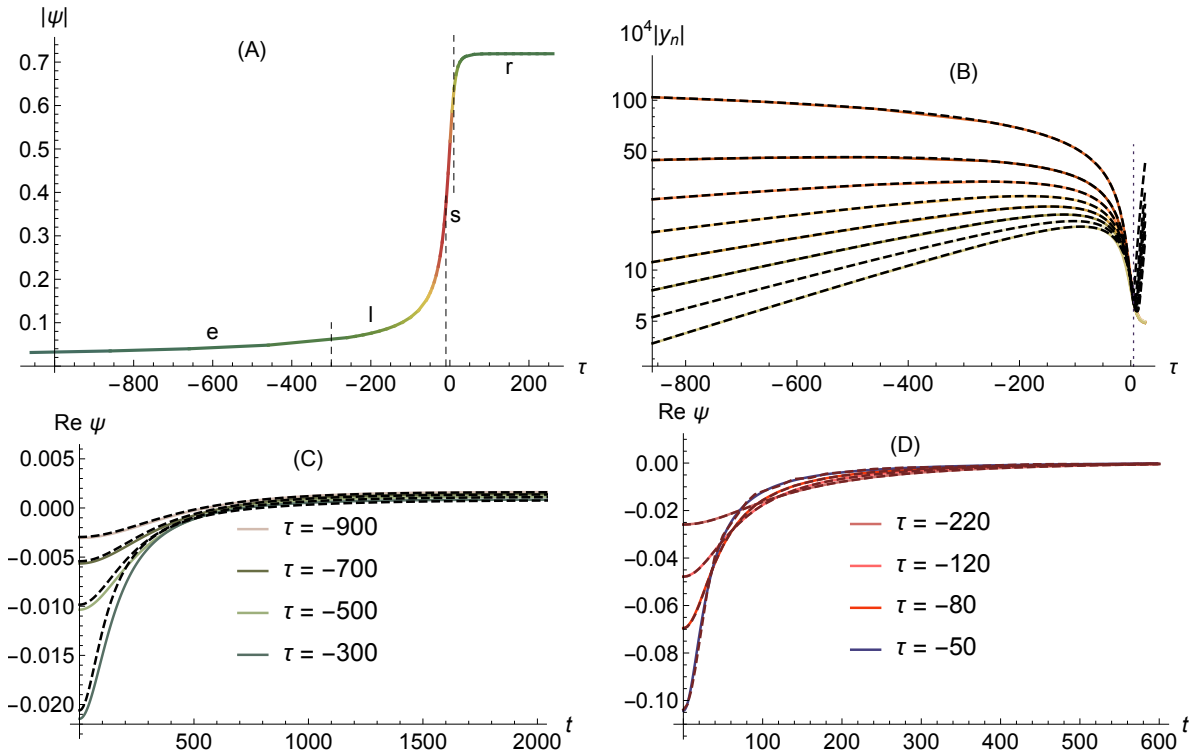 |ψ|
(A)
0.7
0.6
0.5
0.4
0.3
0.2
0.1
e
l
s
r
−800 −600 −400 −200 0 200 τ
10⁴|yₙ|
(B)
100
50
10
5
−800 −600 −400 −200 0 τ
Re ψ
(C)
0.005
0.000
−0.005
−0.010
−0.015
−0.020
τ = −900
τ = −700
τ = −500
τ = −300
500 1000 1500 2000 t
Re ψ
(D)
0.00
−0.02
−0.04
−0.06
−0.08
−0.10
τ = −220
τ = −120
τ = −80
τ = −50
100 200 300 400 500 600 t